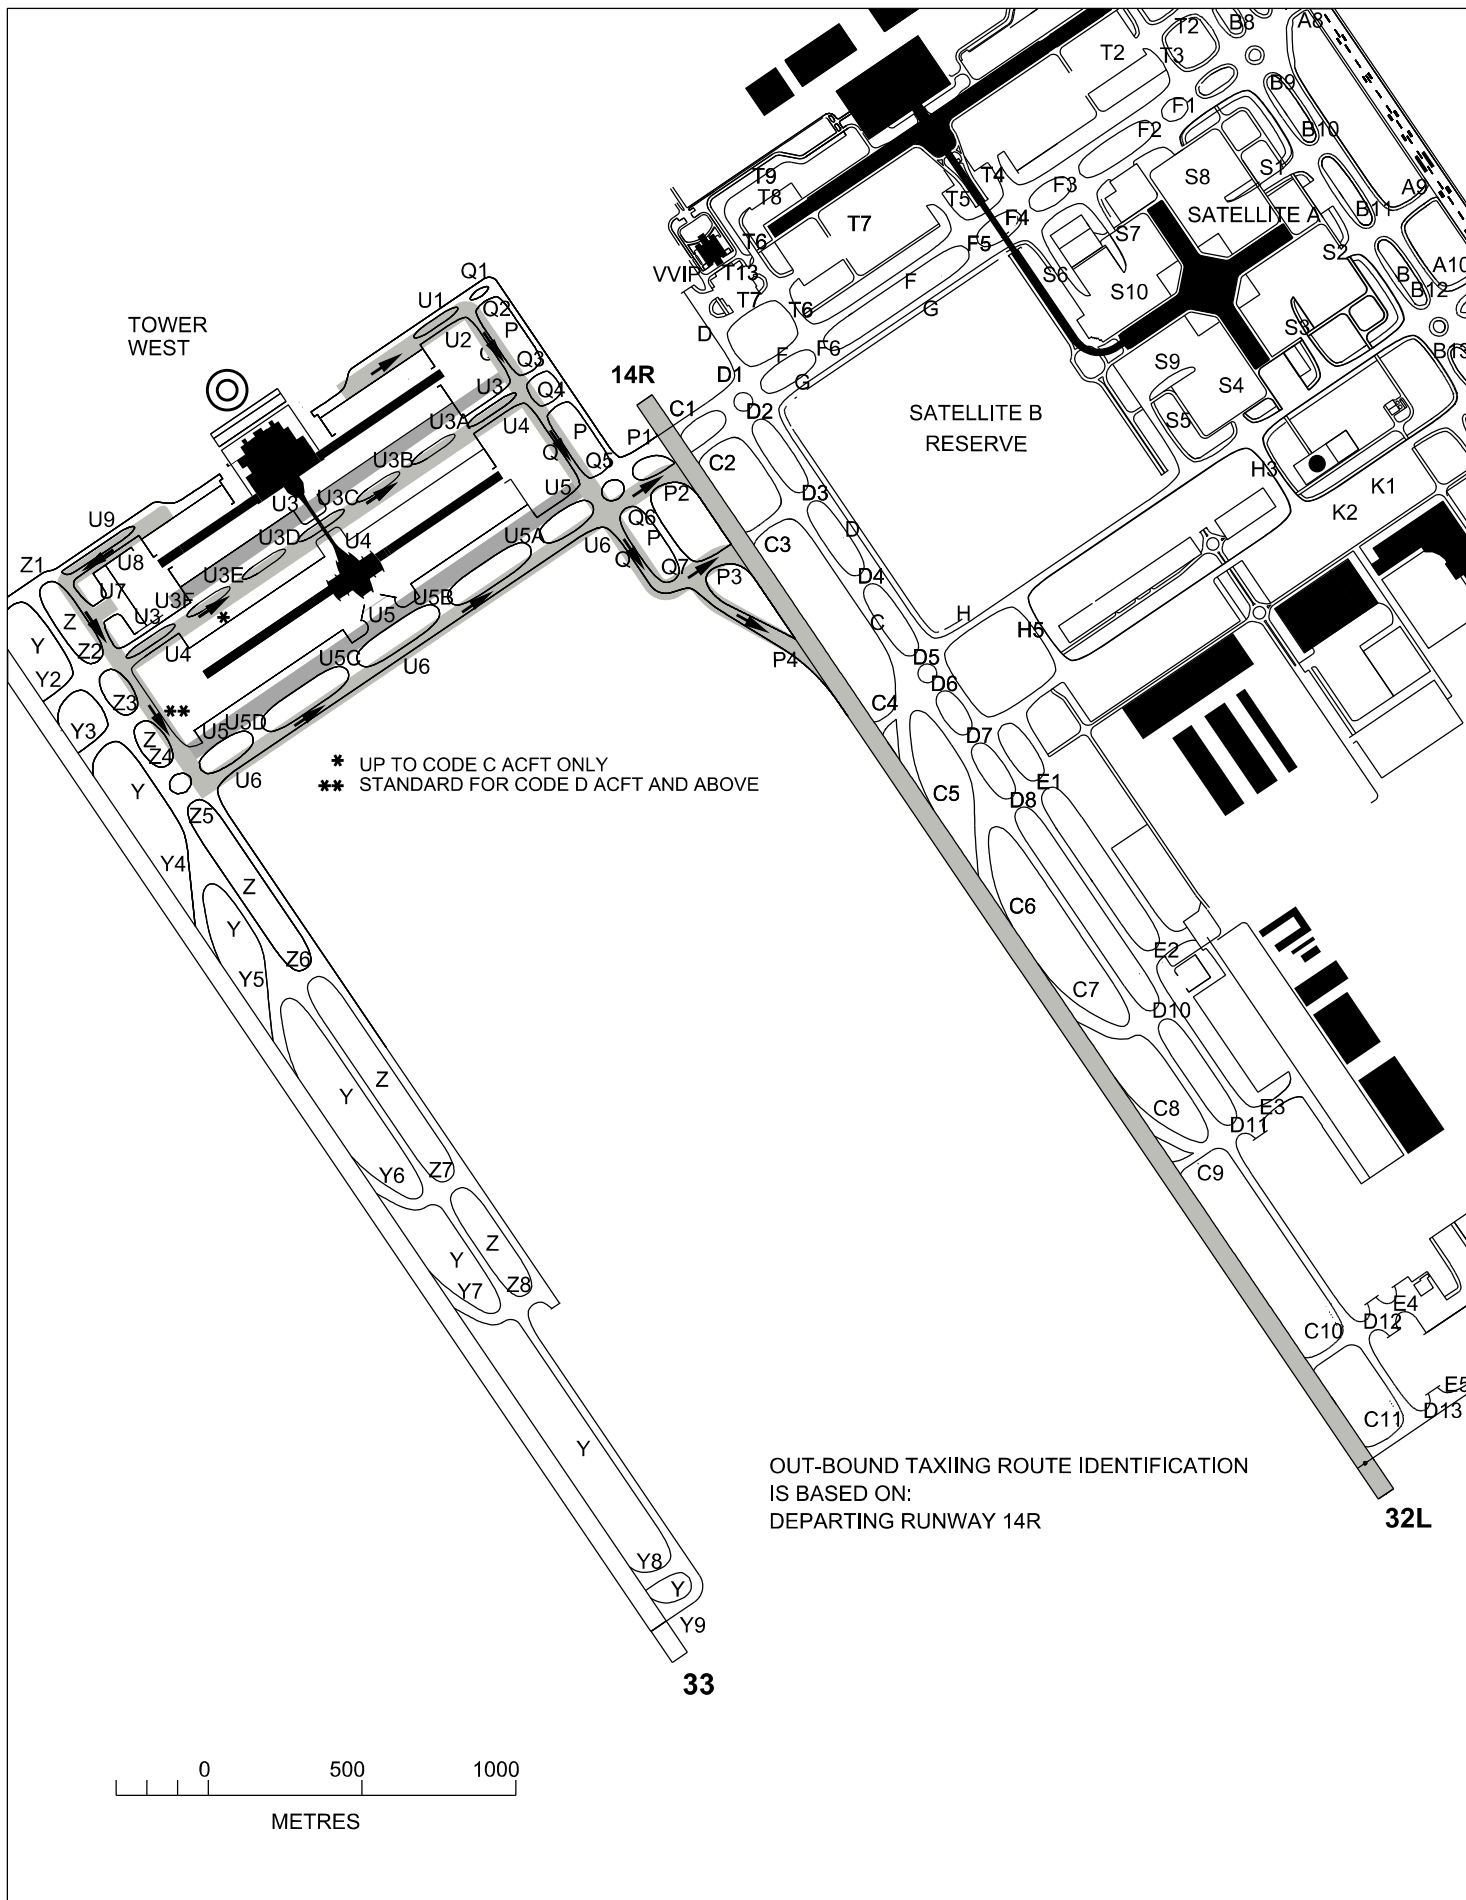 T2
B8
A8
T2
T3
B9
F1
B10
F2
T9
T8
T4
T5
F3
S8
S1
A9
SATELLITE A
B11
T7
F4
F5
S7
T6
VVIP
T13
T7
S6
S10
S2
B
A10
B12
F
G
T6
Q1
U1
Q2
P
TOWER
WEST
D
S3
U2
Q3
F
F6
B13
D1
G
S9
S4
14R
Q4
U3
C1
D2
SATELLITE B
RESERVE
S5
U3A
U4
P
P1
Q
Q5
C2
U3B
H3
U3
U3C
U5
P2
D3
K1
K2
U9
U3D
U4
U5A
Q6
U6
P
C3
D
Z1
U8
U7
U3E
Q
Q7
P3
D4
U3F
*
U5
U5B
Z
Y
U3
C
H
H5
Z2
U4
U5C
U6
P4
D5
Y2
D6
Z3
**
C4
Y3
U5
U5D
D7
Z
Z4
U6
* UP TO CODE C ACFT ONLY
** STANDARD FOR CODE D ACFT AND ABOVE
Y
C5
E1
D8
Z5
Y4
Z
C6
Y
E2
Z6
Y5
C7
D10
Z
Y
C8
E3
D11
Y6
Z7
C9
Z
Y
Z8
Y7
E4
D12
C10
E5
C11
D13
Y
OUT-BOUND TAXIING ROUTE IDENTIFICATION
IS BASED ON:
DEPARTING RUNWAY 14R
32L
Y8
Y
Y9
33
0 500 1000
METRES